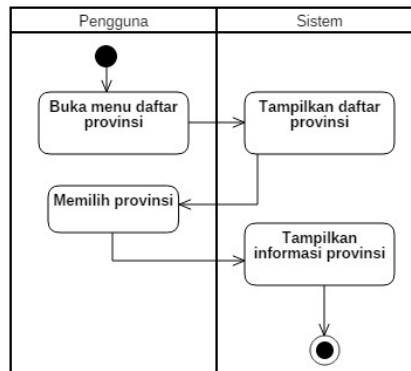 Pengguna
Sistem
Buka menu daftar
provinsi
Tampilkan daftar
provinsi
Memilih provinsi
Tampilkan
informasi provinsi